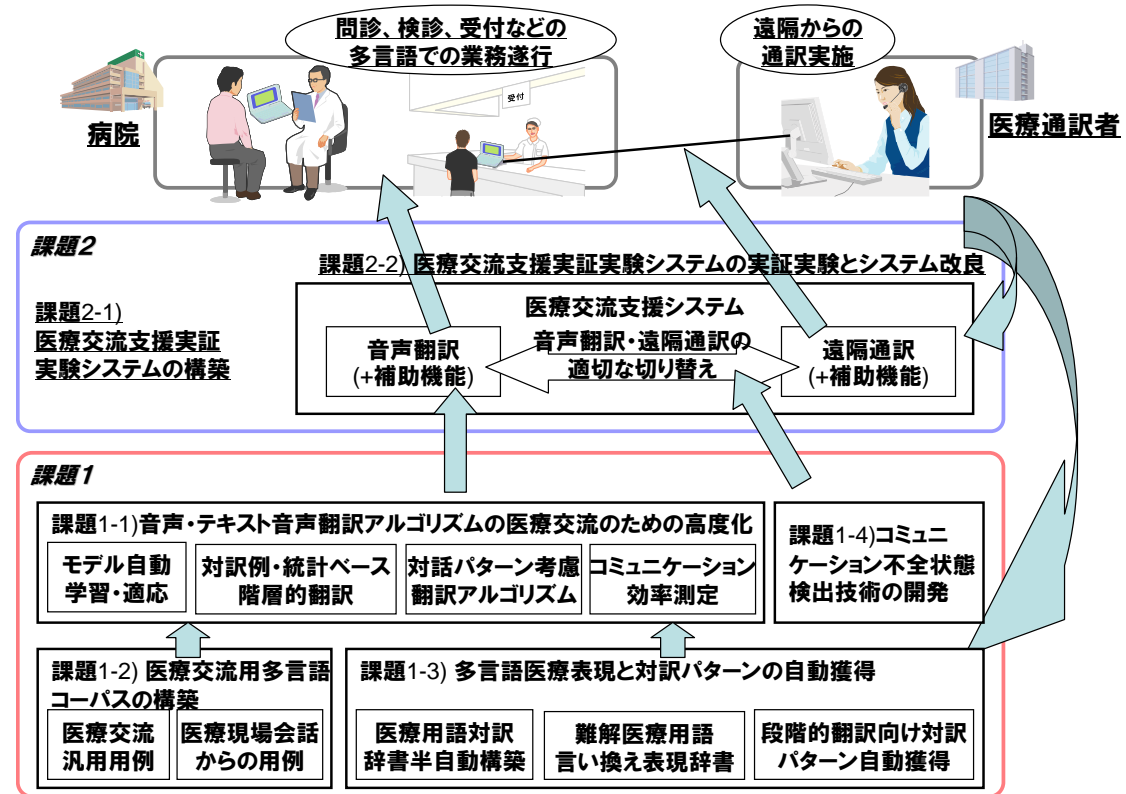 問診、検診、受付などの
多言語での業務遂行
遠隔からの
通訳実施
病院
受付
医療通訳者
課題2
課題2-2) 医療交流支援実証実験システムの実証実験とシステム改良
課題2-1)
医療交流支援実証
実験システムの構築
医療交流支援システム
音声翻訳
(+補助機能)
音声翻訳・遠隔通訳の
適切な切り替え
遠隔通訳
(+補助機能)
課題1
課題1-1)音声・テキスト音声翻訳アルゴリズムの医療交流のための高度化
モデル自動
学習・適応
対訳例・統計ベース
階層的翻訳
対話パターン考慮
翻訳アルゴリズム
コミュニケーション
効率測定
課題1-4)コミュニ
ケーション不全状態
検出技術の開発
課題1-2) 医療交流用多言語
コーパスの構築
医療交流
汎用用例
医療現場会話
からの用例
課題1-3) 多言語医療表現と対訳パターンの自動獲得
医療用語対訳
辞書半自動構築
難解医療用語
言い換え表現辞書
段階的翻訳向け対訳
パターン自動獲得